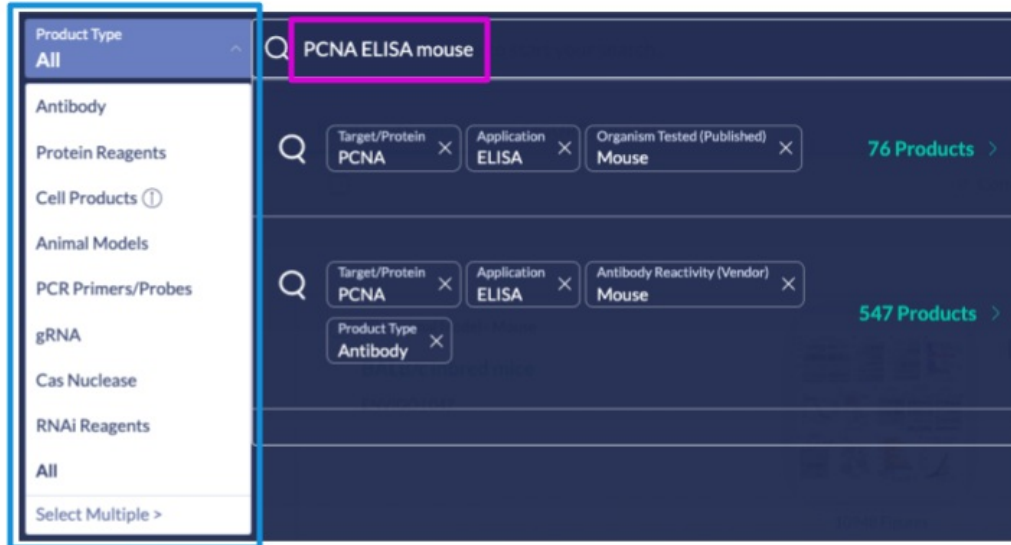 Product Type
All
PCNA ELISA mouse
Antibody
Protein Reagents
Cell Products
Animal Models
PCR Primers/Probes
gRNA
Cas Nuclease
RNAi Reagents
All
Select Multiple >
Target/Protein
PCNA
Application
ELISA
Organism Tested (Published)
Mouse
76 Products >
Target/Protein
PCNA
Application
ELISA
Antibody Reactivity (Vendor)
Mouse
Product Type
Antibody
547 Products >